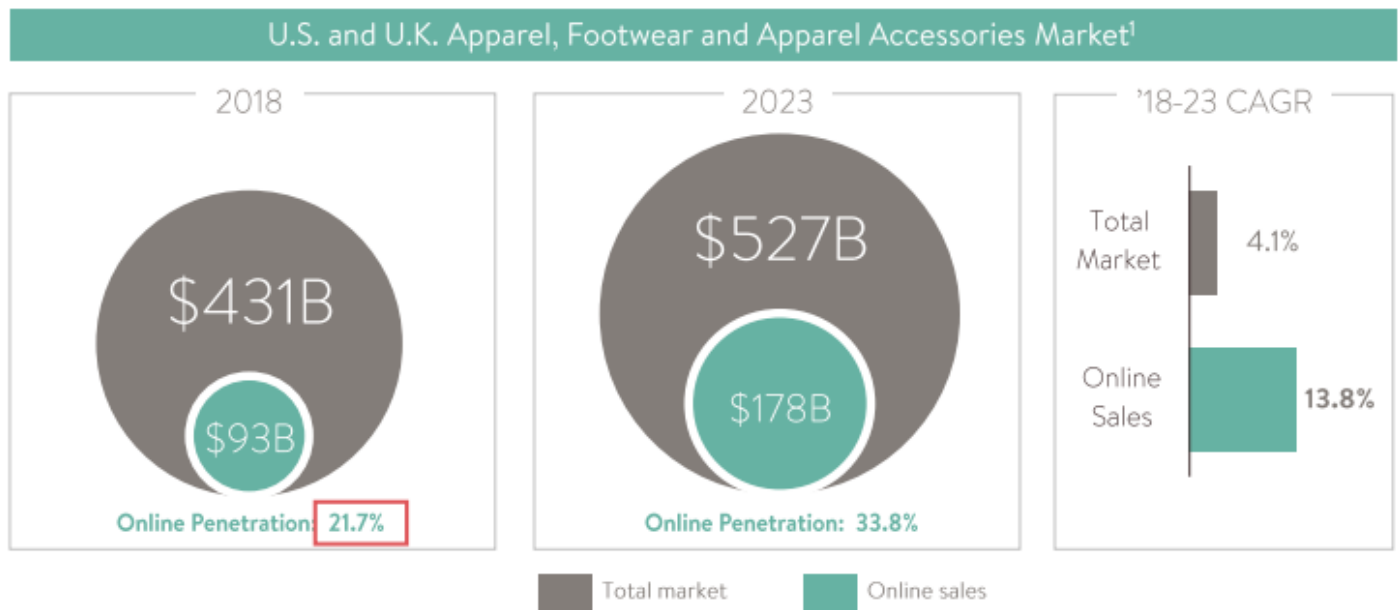 U.S. and U.K. Apparel, Footwear and Apparel Accessories Market¹
2018
$431B
$93B
Online Penetration: 21.7%
2023
$527B
$178B
Online Penetration: 33.8%
'18-23 CAGR
Total
Market
4.1%
Online
Sales
13.8%
Total market
Online sales